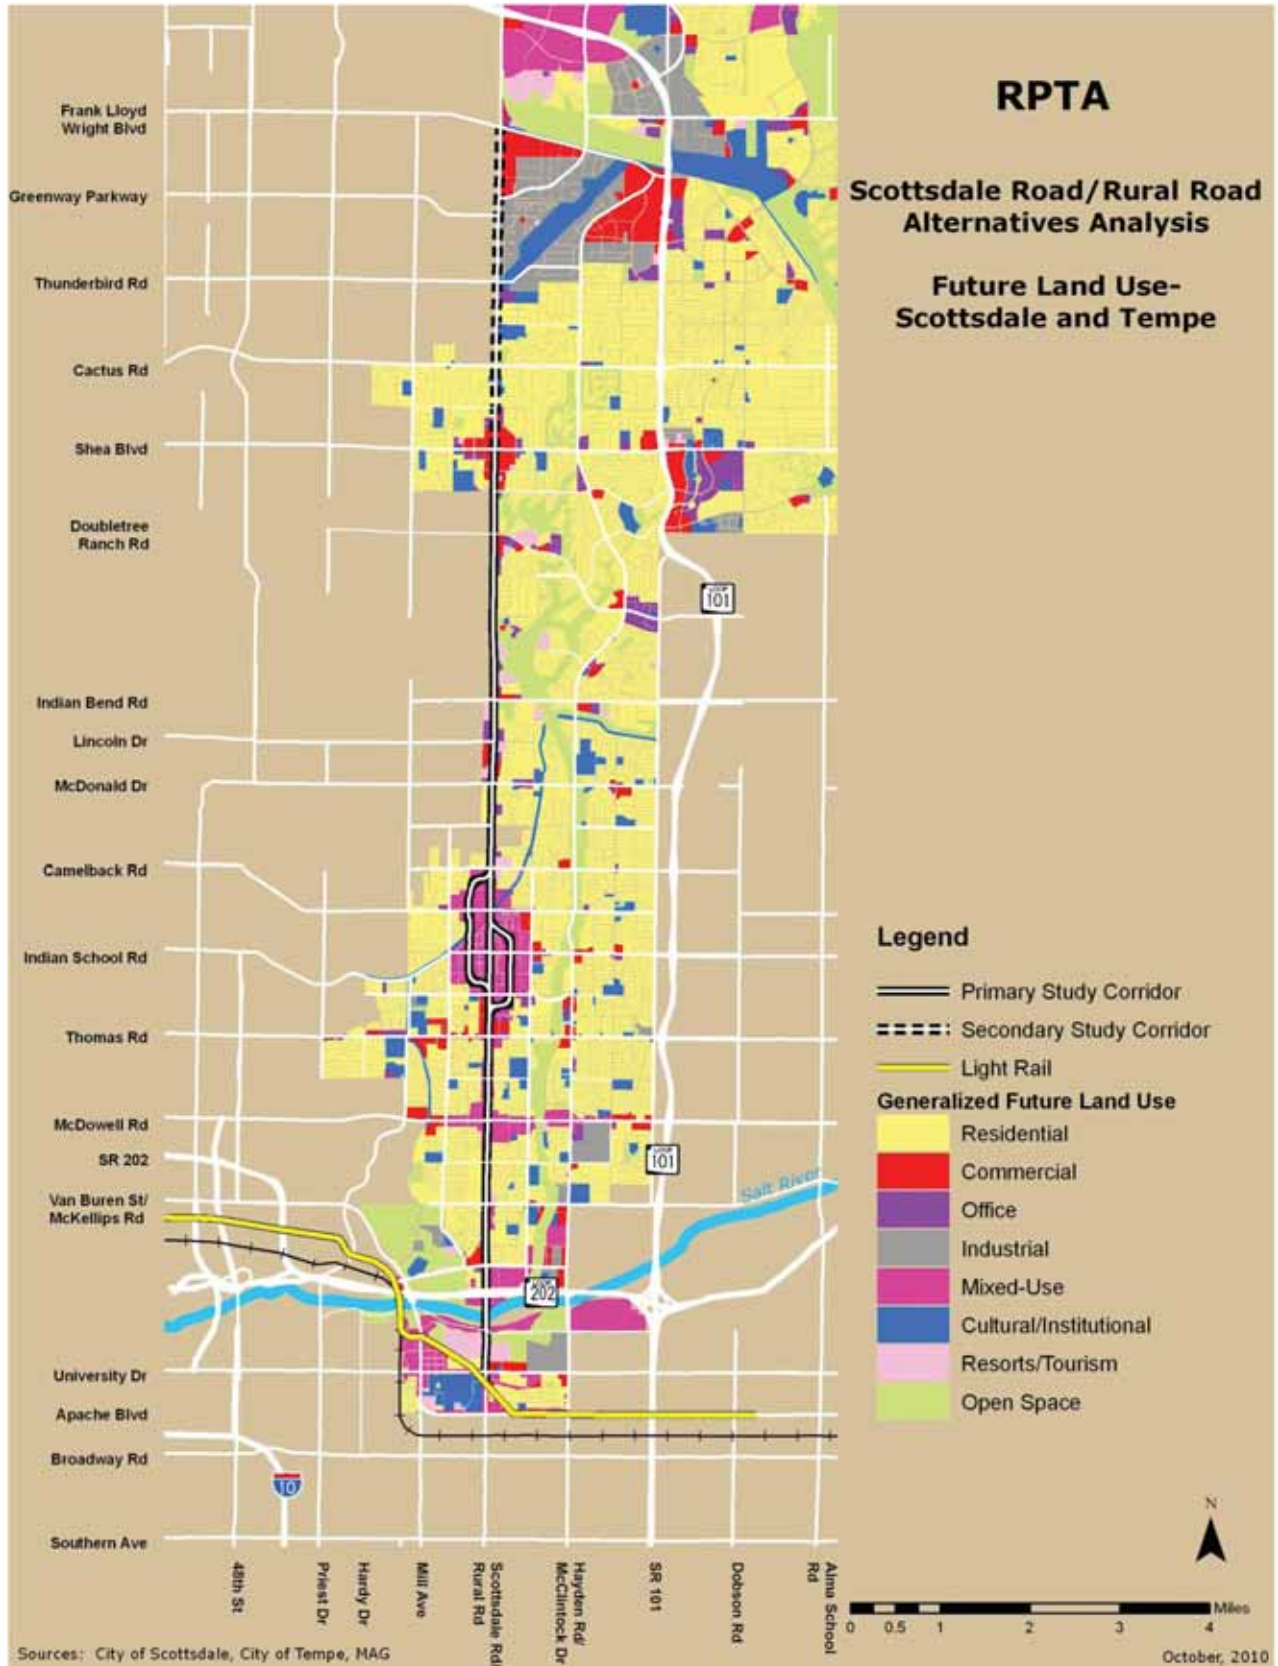 RPTA
Scottsdale Road/Rural Road
Alternatives Analysis
Future Land Use-
Scottsdale and Tempe
Frank Lloyd
Wright Blvd
Greenway Parkway
Thunderbird Rd
Cactus Rd
Shea Blvd
Doubletree
Ranch Rd
Indian Bend Rd
Lincoln Dr
McDonald Dr
Camelback Rd
Indian School Rd
Thomas Rd
McDowell Rd
SR 202
Van Buren St/
McKellips Rd
University Dr
Apache Blvd
Broadway Rd
Southern Ave
LOOP
101
LOOP
101
Salt River
LOOP
202
10
48th St
Priest Dr
Hardy Dr
Mill Ave
Scottsdale Rd/
Rural Rd
Hayden Rd/
McClintock Dr
SR 101
Dobson Rd
Alma School
Rd
Legend
Primary Study Corridor
Secondary Study Corridor
Light Rail
Generalized Future Land Use
Residential
Commercial
Office
Industrial
Mixed-Use
Cultural/Institutional
Resorts/Tourism
Open Space
N
Miles
0 0.5 1 2 3 4
Sources: City of Scottsdale, City of Tempe, MAG
October, 2010